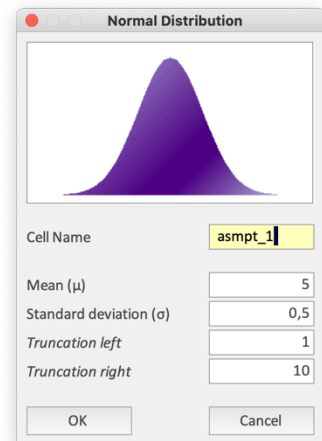 Normal Distribution
Cell Name asmpt_1
Mean (μ) 5
Standard deviation (σ) 0,5
Truncation left 1
Truncation right 10
OK Cancel